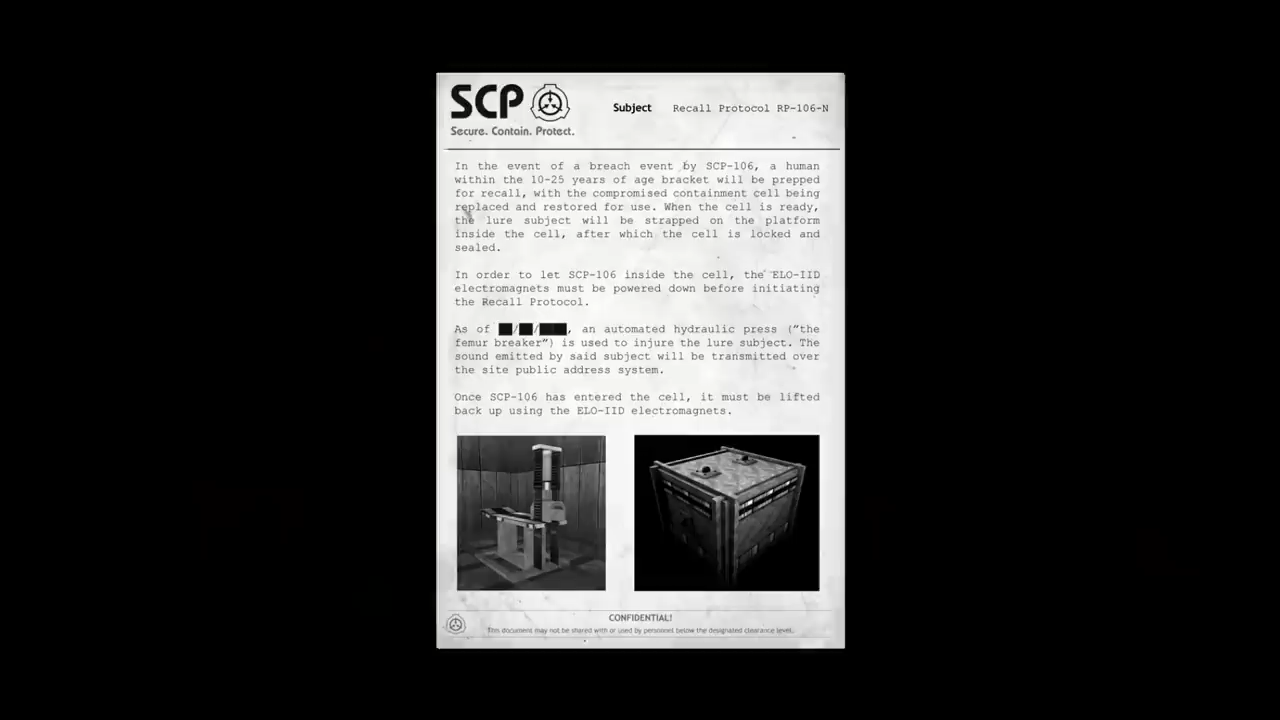 SCP
Subject Recall Protocol RP-106-N
Secure. Contain. Protect.
In the event of a breach event by SCP-106, a human
within the 10-25 years of age bracket will be prepped
for recall, with the compromised containment cell being
replaced and restored for use. When the cell is ready,
the lure subject will be strapped on the platform
inside the cell, after which the cell is locked and
sealed.
In order to let SCP-106 inside the cell, the ELO-IID
electromagnets must be powered down before initiating
the Recall Protocol.
As of ██/██/████, an automated hydraulic press ("the
femur breaker") is used to injure the lure subject. The
sound emitted by said subject will be transmitted over
the site public address system.
Once SCP-106 has entered the cell, it must be lifted
back up using the ELO-IID electromagnets.
CONFIDENTIAL!
This document may not be shared with or used by personnel below the designated clearance level.